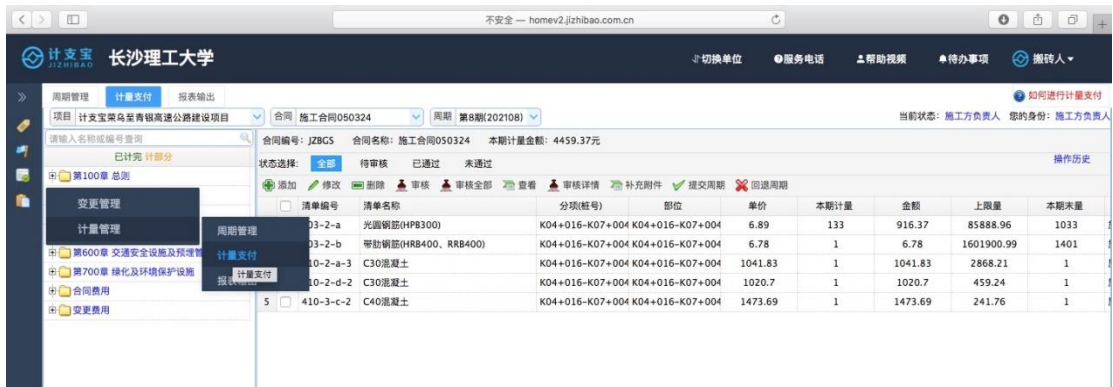 不安全 — homev2.jizhibao.com.cn
计支宝 JIZHIBAO 长沙理工大学 切换单位 服务电话 帮助视频 待办事项 搬砖人
周期管理 计量支付 报表输出 如何进行计量支付
项目 计支宝荣乌至青银高速公路建设项目 合同 施工合同050324 周期 第8期(202108) 当前状态: 施工方负责人 您的身份: 施工方负责人
请输入名称或编号查询 合同编号: JZBGS 合同名称: 施工合同050324 本期计量金额: 4459.37元
已计完 计部分 状态选择: 全部 待审核 已通过 未通过 操作历史
第100章 总则
添加 修改 删除 审核 审核全部 查看 审核详情 补充附件 提交周期 回退周期
变更管理 清单编号 清单名称 分项(桩号) 部位 单价 本期计量 金额 上限量 本期末量
计量管理 周期管理 03-2-a 光圆钢筋(HPB300) K04+016-K07+004 K04+016-K07+004 6.89 133 916.37 85888.96 1033
03-2-b 带肋钢筋(HRB400、RRB400) K04+016-K07+004 K04+016-K07+004 6.78 1 6.78 1601900.99 1401
第600章 交通安全设施及预埋管 计量支付
第700章 绿化及环境保护设施 计量支付 10-2-a-3 C30混凝土 K04+016-K07+004 K04+016-K07+004 1041.83 1 1041.83 2868.21 1
合同费用 报表输出 10-2-d-2 C30混凝土 K04+016-K07+004 K04+016-K07+004 1020.7 1 1020.7 459.24 1
变更费用 5 410-3-c-2 C40混凝土 K04+016-K07+004 K04+016-K07+004 1473.69 1 1473.69 241.76 1